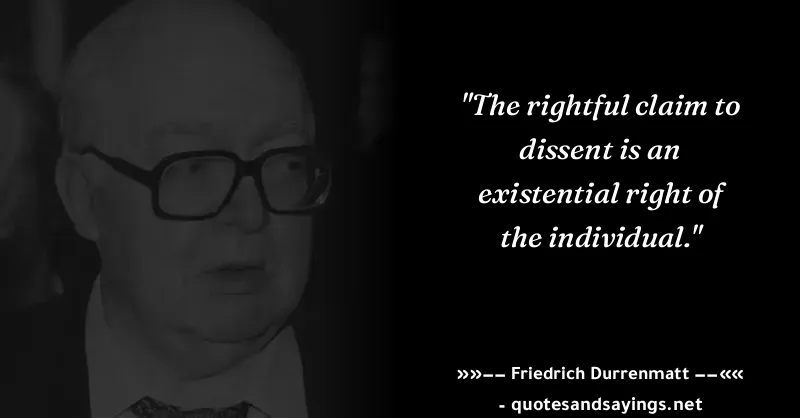 "The rightful claim to
dissent is an
existential right of
the individual."
»»−− Friedrich Durrenmatt −−««
- quotesandsayings.net